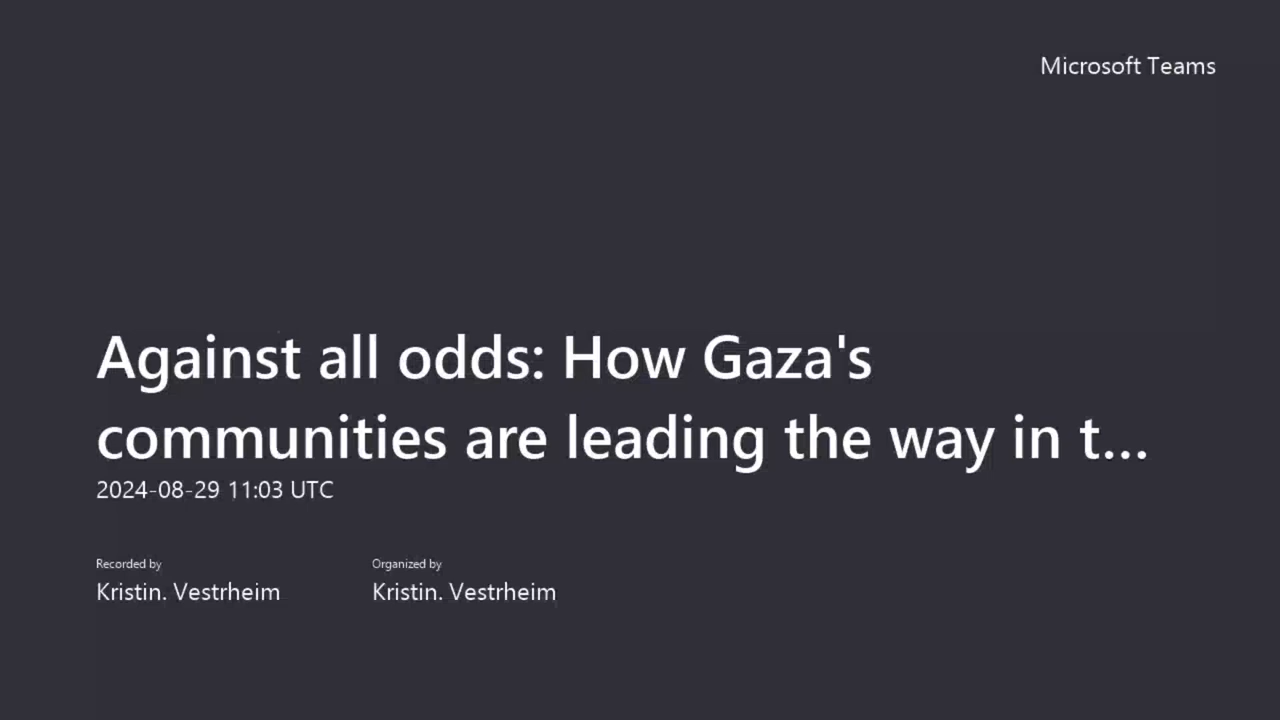 Microsoft Teams
Against all odds: How Gaza's
communities are leading the way in t...
2024-08-29 11:03 UTC
Recorded by
Organized by
Kristin. Vestrheim
Kristin. Vestrheim